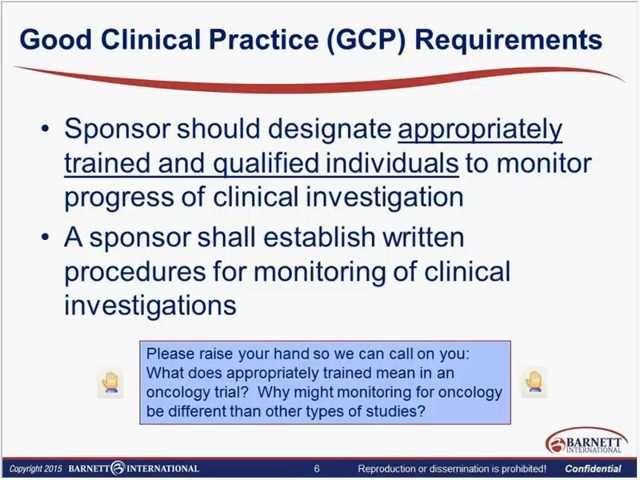 Good Clinical Practice (GCP) Requirements
• Sponsor should designate appropriately
trained and qualified individuals to monitor
progress of clinical investigation
• A sponsor shall establish written
procedures for monitoring of clinical
investigations
Please raise your hand so we can call on you:
What does appropriately trained mean in an
oncology trial?  Why might monitoring for oncology
be different than other types of studies?
BARNETT
INTERNATIONAL
Copyright 2015 BARNETT INTERNATIONAL 6 Reproduction or dissemination is prohibited! Confidential